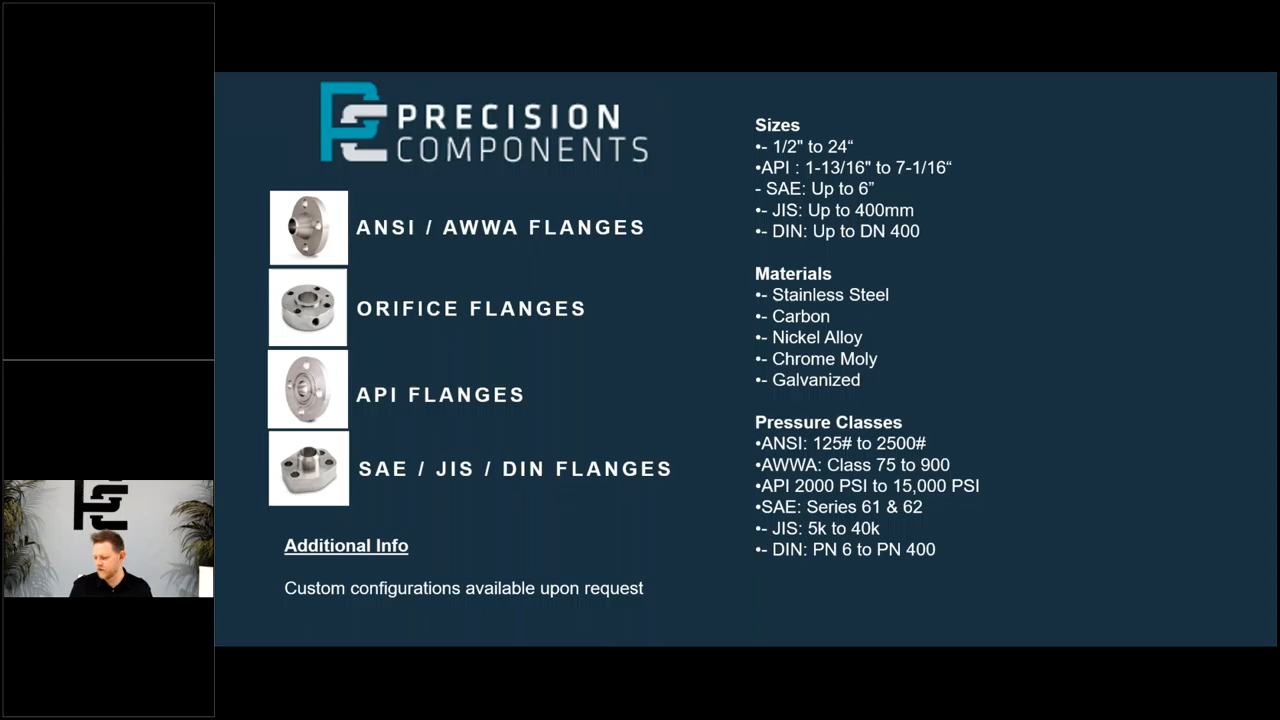 PRECISION
COMPONENTS
ANSI / AWWA FLANGES
ORIFICE FLANGES
API FLANGES
SAE / JIS / DIN FLANGES
Additional Info
Custom configurations available upon request
Sizes
•- 1/2" to 24“
•API : 1-13/16" to 7-1/16“
- SAE: Up to 6”
•- JIS: Up to 400mm
•- DIN: Up to DN 400
Materials
•- Stainless Steel
•- Carbon
•- Nickel Alloy
•- Chrome Moly
•- Galvanized
Pressure Classes
•ANSI: 125# to 2500#
•AWWA: Class 75 to 900
•API 2000 PSI to 15,000 PSI
•SAE: Series 61 & 62
•- JIS: 5k to 40k
•- DIN: PN 6 to PN 400